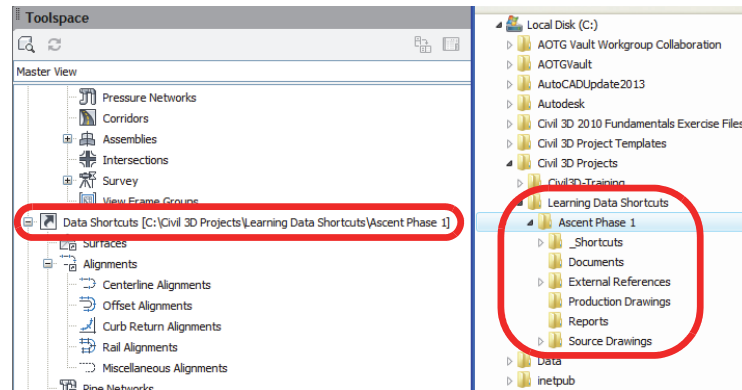 Toolspace
Master View
Pressure Networks
Corridors
Assemblies
Intersections
Survey
View Frame Groups
Data Shortcuts [C:\Civil 3D Projects\Learning Data Shortcuts\Ascent Phase 1]
Surfaces
Alignments
Centerline Alignments
Offset Alignments
Curb Return Alignments
Rail Alignments
Miscellaneous Alignments
Pipe Networks
Local Disk (C:)
AOTG Vault Workgroup Collaboration
AOTGVault
AutoCADUpdate2013
Autodesk
Civil 3D 2010 Fundamentals Exercise Files
Civil 3D Project Templates
Civil 3D Projects
Civil3D-Training
Learning Data Shortcuts
Ascent Phase 1
_Shortcuts
Documents
External References
Production Drawings
Reports
Source Drawings
Data
inetpub